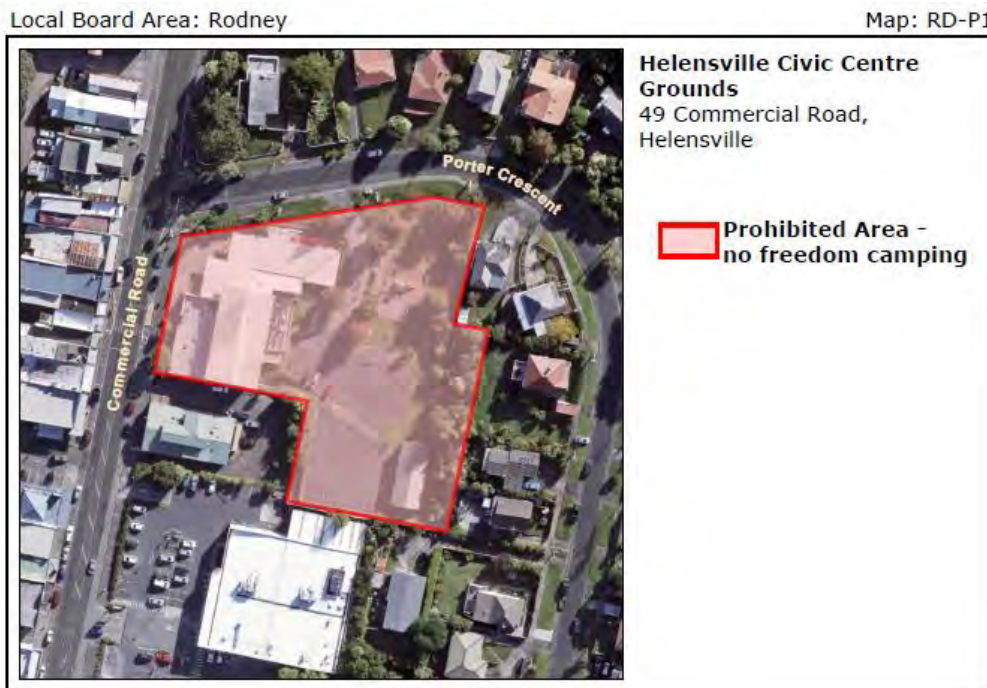 Local Board Area: Rodney
Map: RD-P1
Helensville Civic Centre
Grounds
49 Commercial Road,
Helensville
Prohibited Area -
no freedom camping
Porter Crescent
Commercial Road